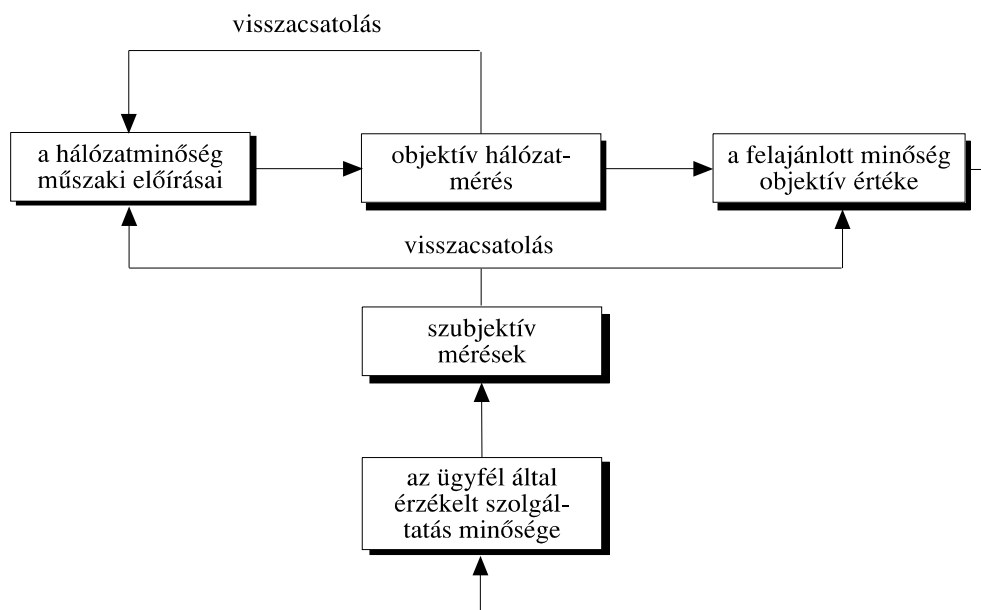 visszacsatolás
a hálózatminőség
műszaki előírásai
objektív hálózat-
mérés
a felajánlott minőség
objektív értéke
visszacsatolás
szubjektív
mérések
az ügyfél által
érzékelt szolgál-
tatás minősége